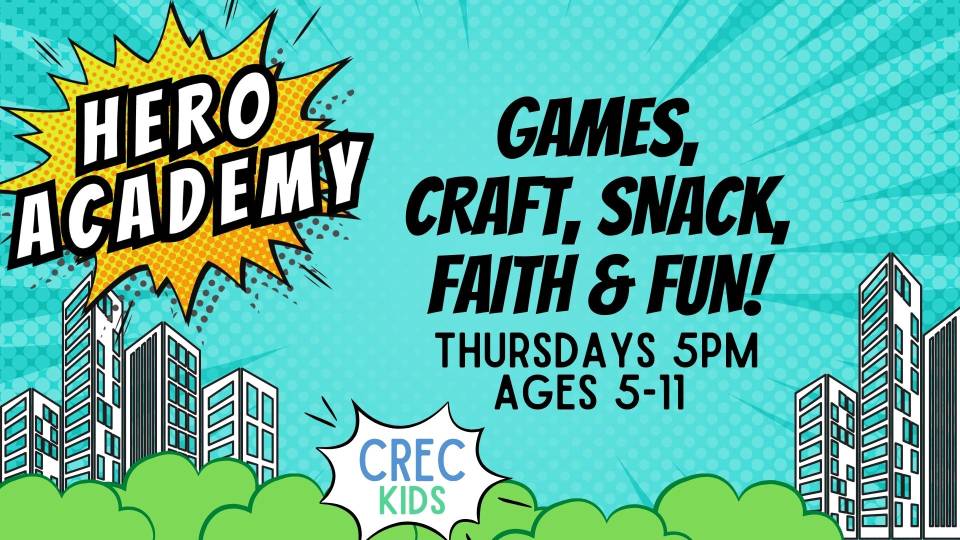 HERO
ACADEMY
GAMES,
CRAFT, SNACK,
FAITH & FUN!
THURSDAYS 5PM
AGES 5-11
CREC
KIDS